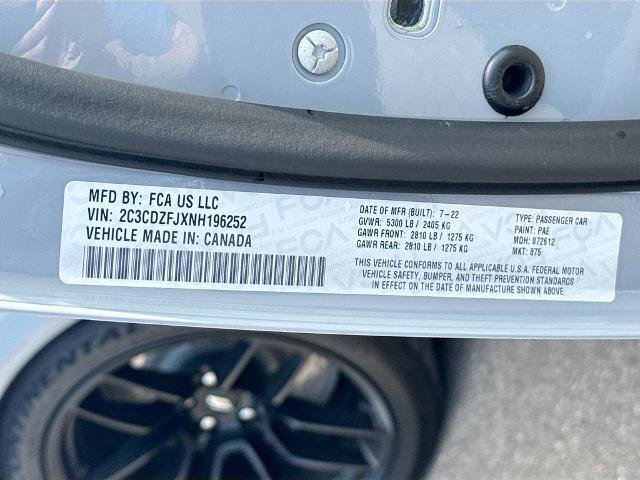 MFD BY: FCA US LLC
VIN: 2C3CDZFJXNH196252
VEHICLE MADE IN: CANADA
DATE OF MFR (BUILT): 7-22
GVWR: 5300 LB / 2405 KG
GAWR FRONT: 2810 LB / 1275 KG
GAWR REAR: 2810 LB / 1275 KG
TYPE: PASSENGER CAR
PAINT: PAE
MDH: 072612
MKT: 875
THIS VEHICLE CONFORMS TO ALL APPLICABLE U.S.A. FEDERAL MOTOR
VEHICLE SAFETY, BUMPER, AND THEFT PREVENTION STANDARDS
IN EFFECT ON THE DATE OF MANUFACTURE SHOWN ABOVE.
CONTINENTAL